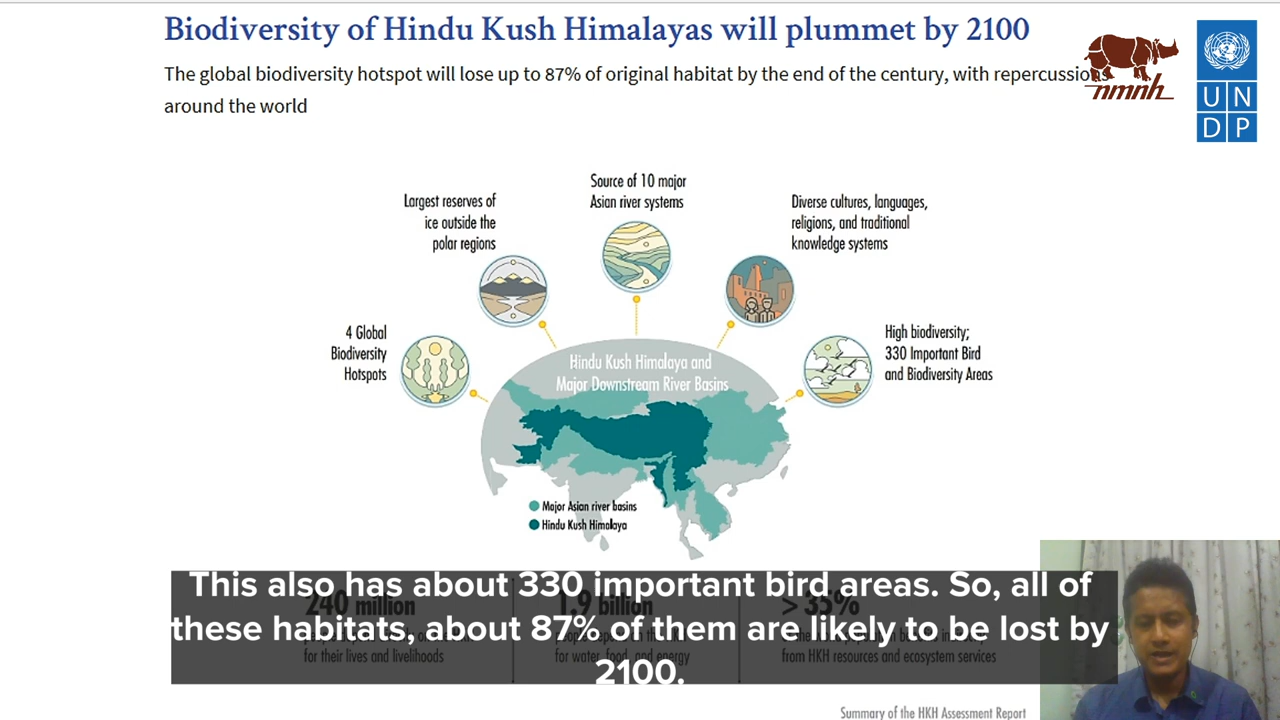 Biodiversity of Hindu Kush Himalayas will plummet by 2100
The global biodiversity hotspot will lose up to 87% of original habitat by the end of the century, with repercussions
around the world
nmnh
U N
D P
Source of 10 major
Asian river systems
Largest reserves of
ice outside the
polar regions
Diverse cultures, languages,
religions, and traditional
knowledge systems
4 Global
Biodiversity
Hotspots
High biodiversity;
330 Important Bird
and Biodiversity Areas
Hindu Kush Himalaya and
Major Downstream River Basins
Major Asian river basins
Hindu Kush Himalaya
This also has about 330 important bird areas. So, all of
these habitats, about 87% of them are likely to be lost by
2100.
240 million
1.9 billion
> 35%
for their lives and livelihoods
for water, food, and energy
from HKH resources and ecosystem services
Summary of the HKH Assessment Report